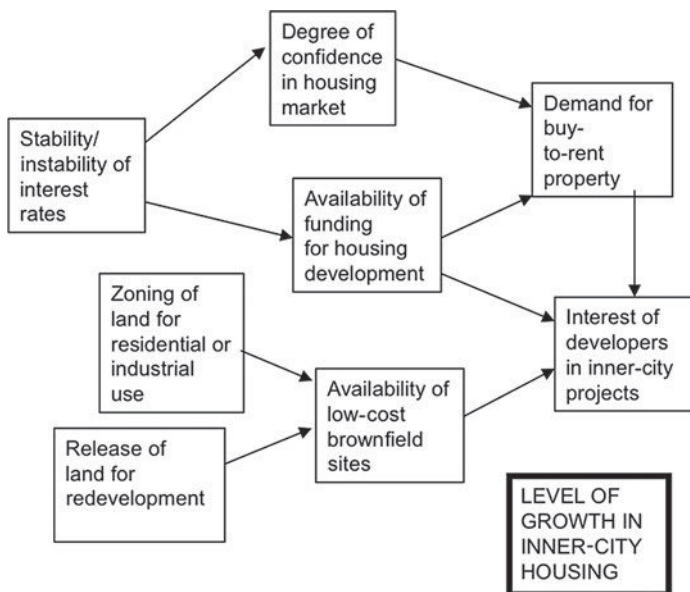 Degree of
confidence
in housing
market
Stability/
instability of
interest
rates
Demand for
buy-
to-rent
property
Availability of
funding
for housing
development
Zoning of
land for
residential or
industrial
use
Interest of
developers
in inner-city
projects
Availability of
low-cost
brownfield
sites
Release of
land for
redevelopment
LEVEL OF
GROWTH IN
INNER-CITY
HOUSING